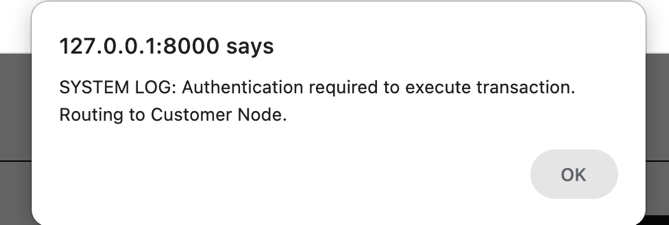 127.0.0.1:8000 says
SYSTEM LOG: Authentication required to execute transaction.
Routing to Customer Node.
OK